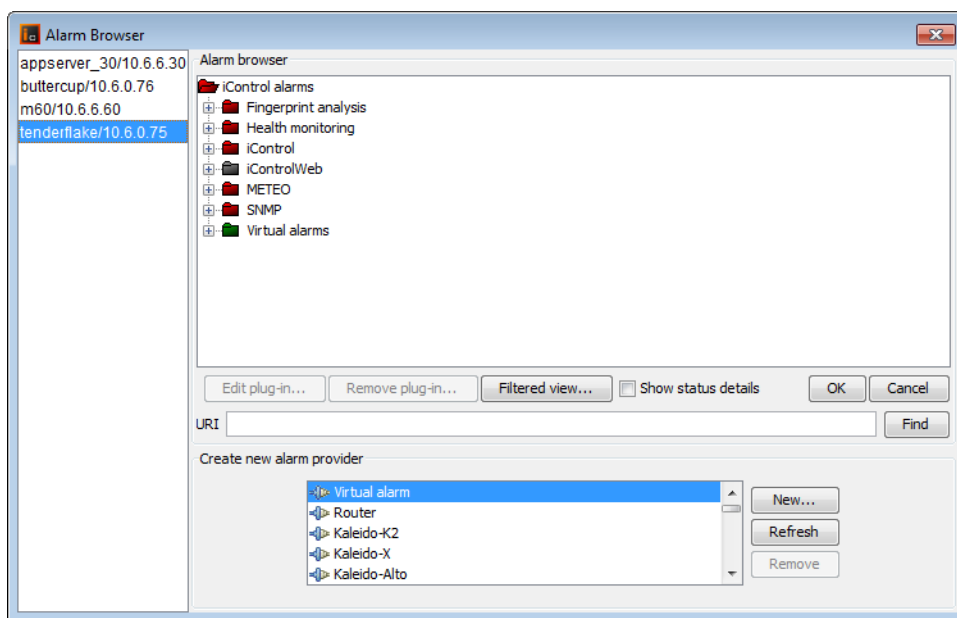 Alarm Browser
appserver_30/10.6.6.30
buttercup/10.6.0.76
m60/10.6.6.60
tenderflake/10.6.0.75
Alarm browser
iControl alarms
Fingerprint analysis
Health monitoring
iControl
iControlWeb
METEO
SNMP
Virtual alarms
Edit plug-in... Remove plug-in... Filtered view... Show status details OK Cancel
URI Find
Create new alarm provider
Virtual alarm
Router
Kaleido-K2
Kaleido-X
Kaleido-Alto
New...
Refresh
Remove